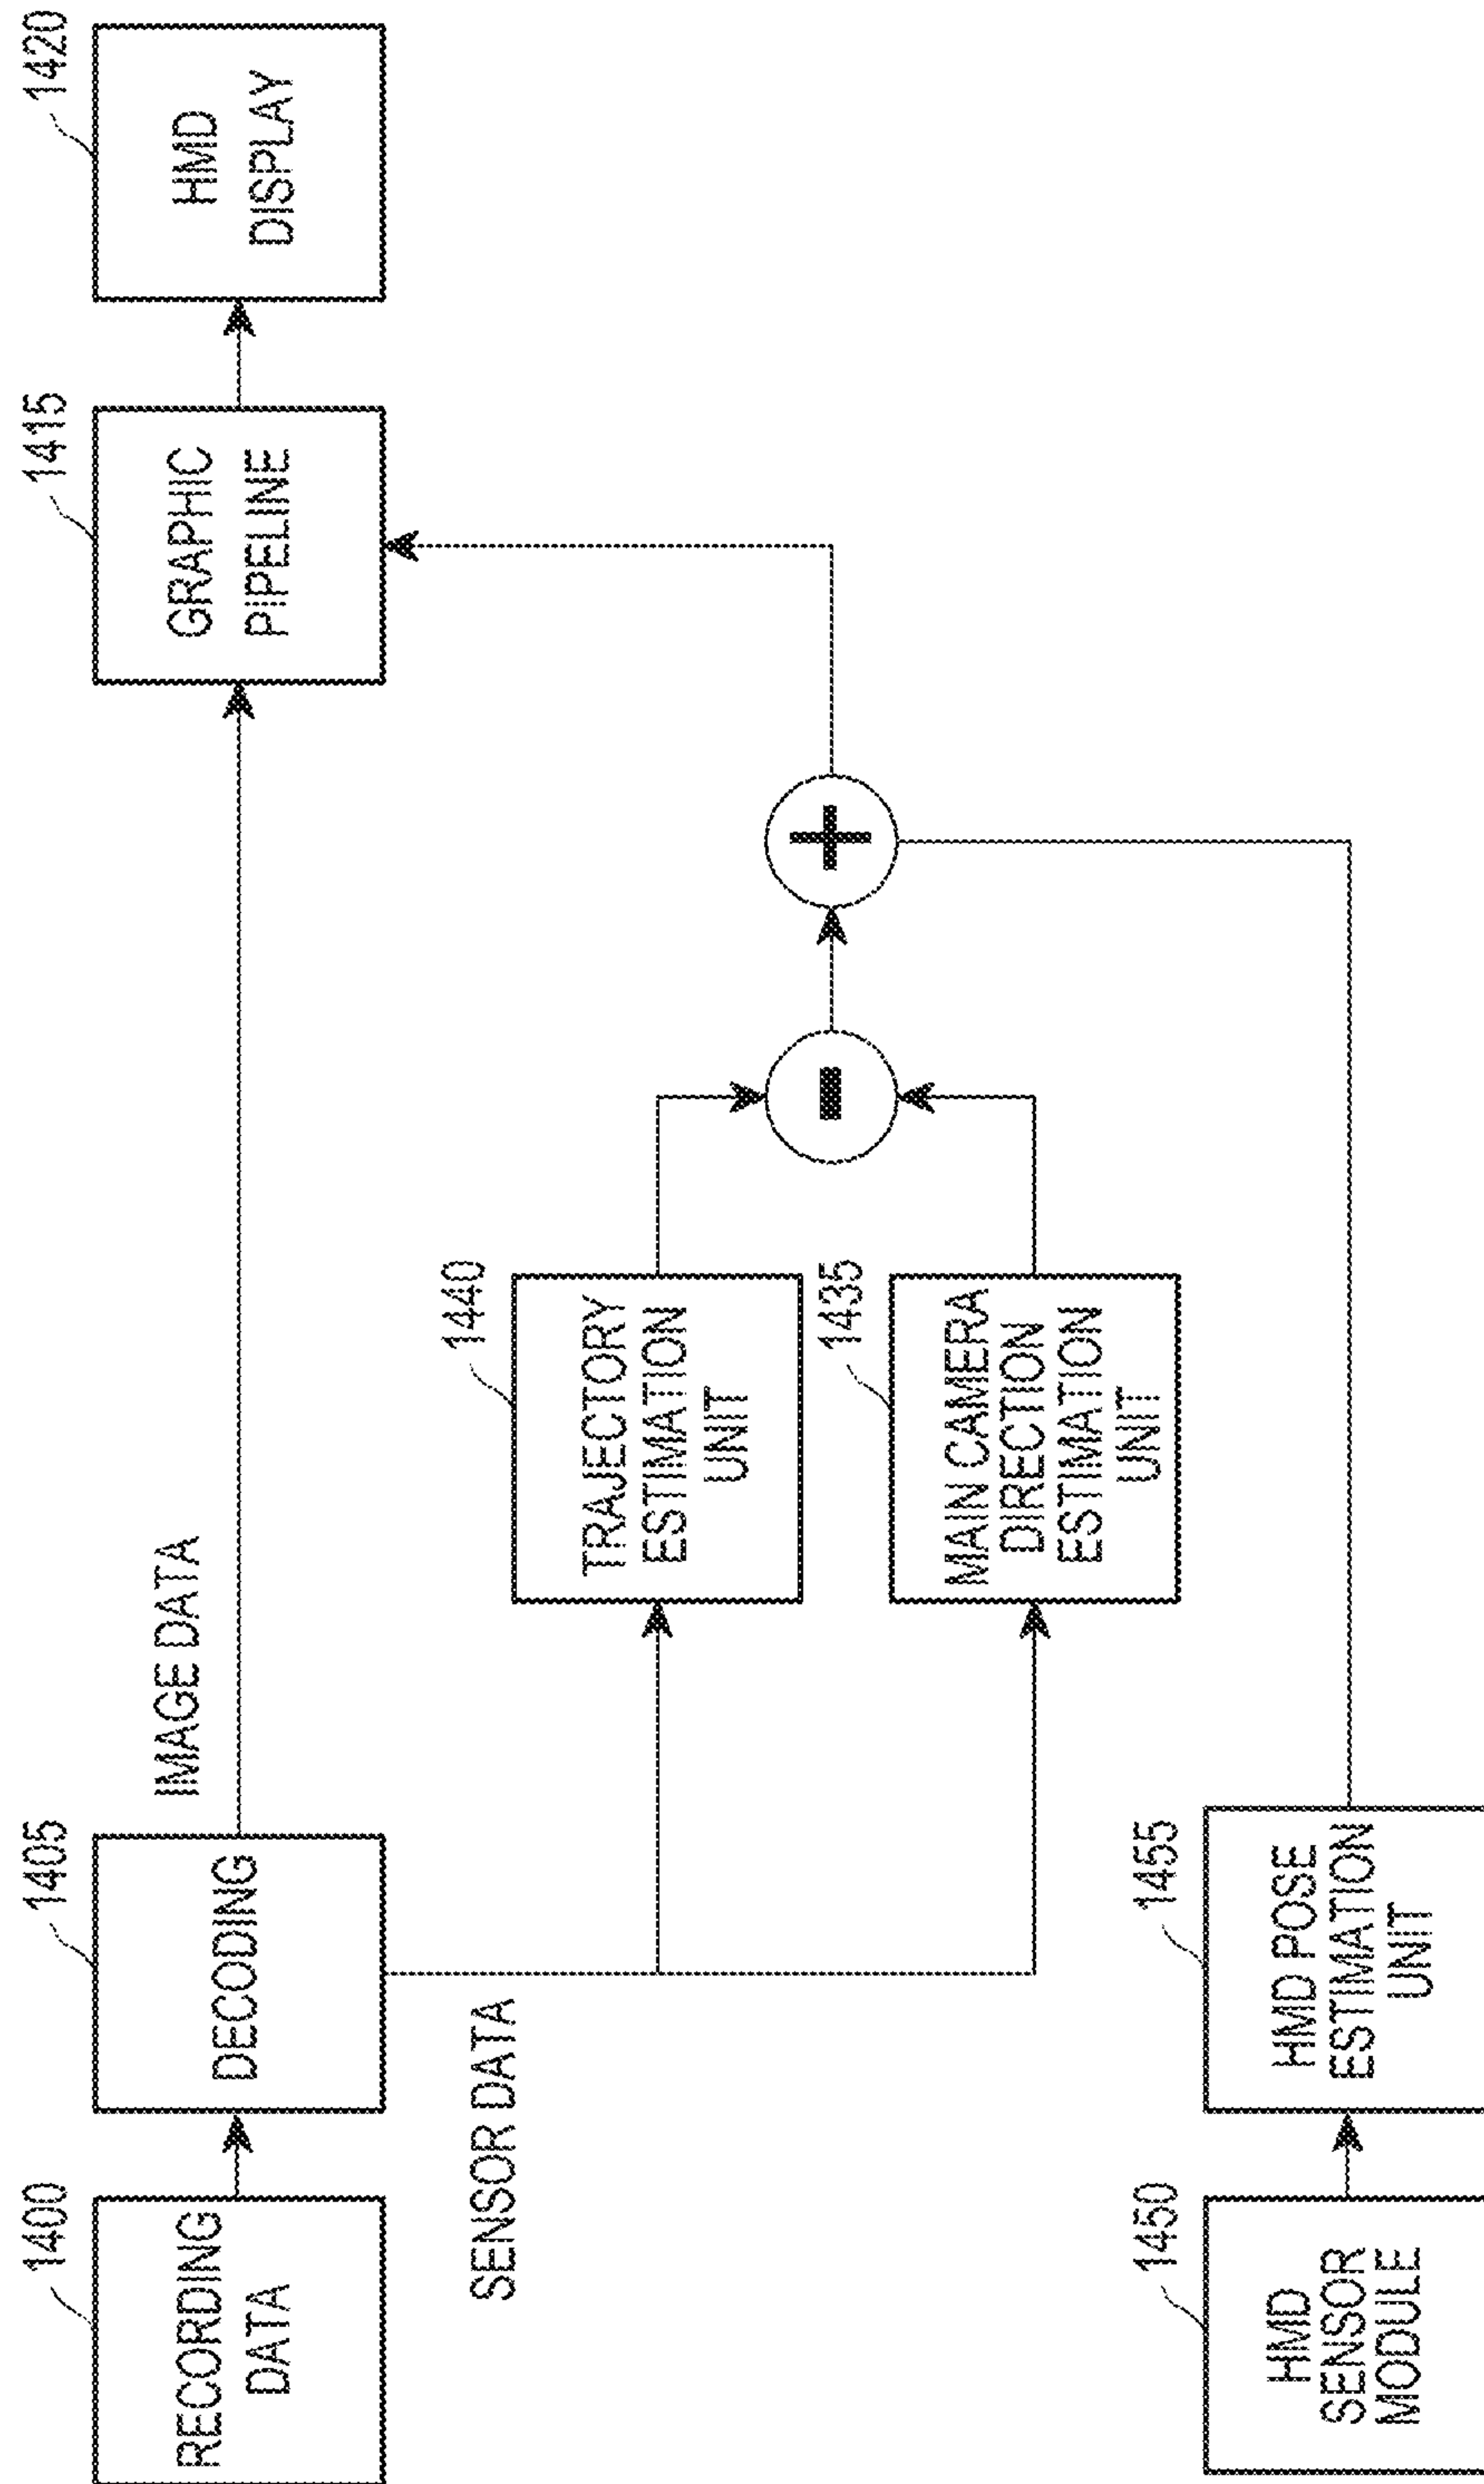 1400
RECORDING
DATA
1405
DECODING
IMAGE DATA
1415
GRAPHIC
PIPELINE
1420
HMD
DISPLAY
SENSOR DATA
1440
TRAJECTORY
ESTIMATION
UNIT
1435
MAIN CAMERA
DIRECTION
ESTIMATION
UNIT
-
+
1450
HMD
SENSOR
MODULE
1455
HMD POSE
ESTIMATION
UNIT